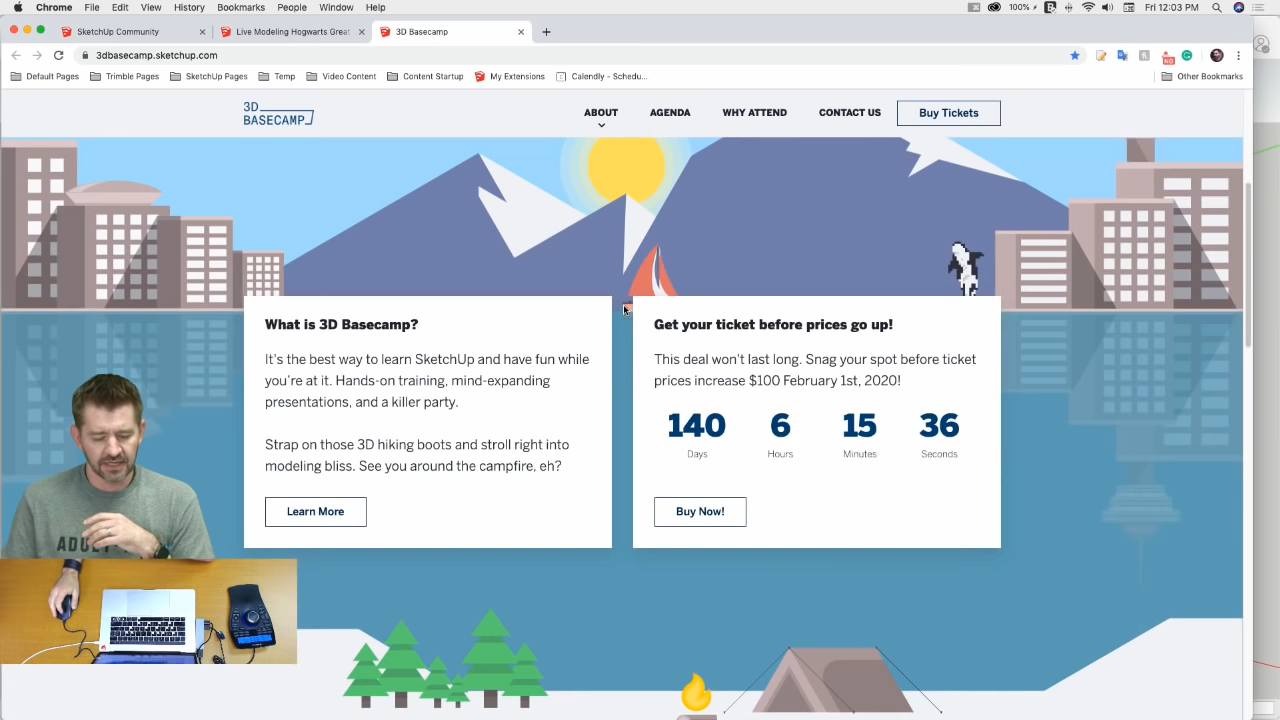 Chrome File Edit View History Bookmarks People Window Help 100% Fri 12:03 PM
SketchUp Community Live Modeling Hogwarts Great 3D Basecamp
3dbasecamp.sketchup.com
Default Pages Trimble Pages SketchUp Pages Temp Video Content Content Startup My Extensions Calendly - Schedu... Other Bookmarks
3D
BASECAMP
ABOUT AGENDA WHY ATTEND CONTACT US Buy Tickets
What is 3D Basecamp?
It's the best way to learn SketchUp and have fun while
you're at it. Hands-on training, mind-expanding
presentations, and a killer party.
Strap on those 3D hiking boots and stroll right into
modeling bliss. See you around the campfire, eh?
Learn More
Get your ticket before prices go up!
This deal won't last long. Snag your spot before ticket
prices increase $100 February 1st, 2020!
140 6 15 36
Days Hours Minutes Seconds
Buy Now!